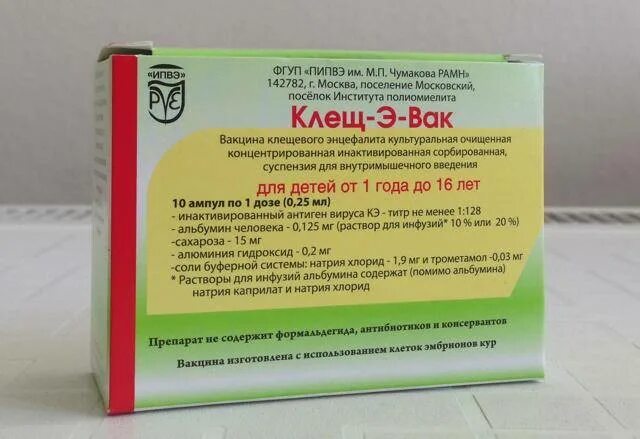 «ИПВЭ»
ФГУП «ПИПВЭ им. М.П. Чумакова РАМН»
142782, г. Москва, поселение Московский,
посёлок Института полиомиелита
Клещ-Э-Вак
Вакцина клещевого энцефалита культуральная очищенная
концентрированная инактивированная сорбированная,
суспензия для внутримышечного введения
для детей от 1 года до 16 лет
10 ампул по 1 дозе (0,25 мл)
- инактивированный антиген вируса КЭ - титр не менее 1:128
- альбумин человека - 0,125 мг (раствор для инфузий* 10 % или 20 %)
-сахароза - 15 мг
- алюминия гидроксид - 0,2 мг
-соли буферной системы: натрия хлорид - 1,9 мг и трометамол -0,03 мг
* Растворы для инфузий альбумина содержат (помимо альбумина)
натрия каприлат и натрия хлорид
Препарат не содержит формальдегида, антибиотиков и консервантов
Вакцина изготовлена с использованием клеток эмбрионов кур